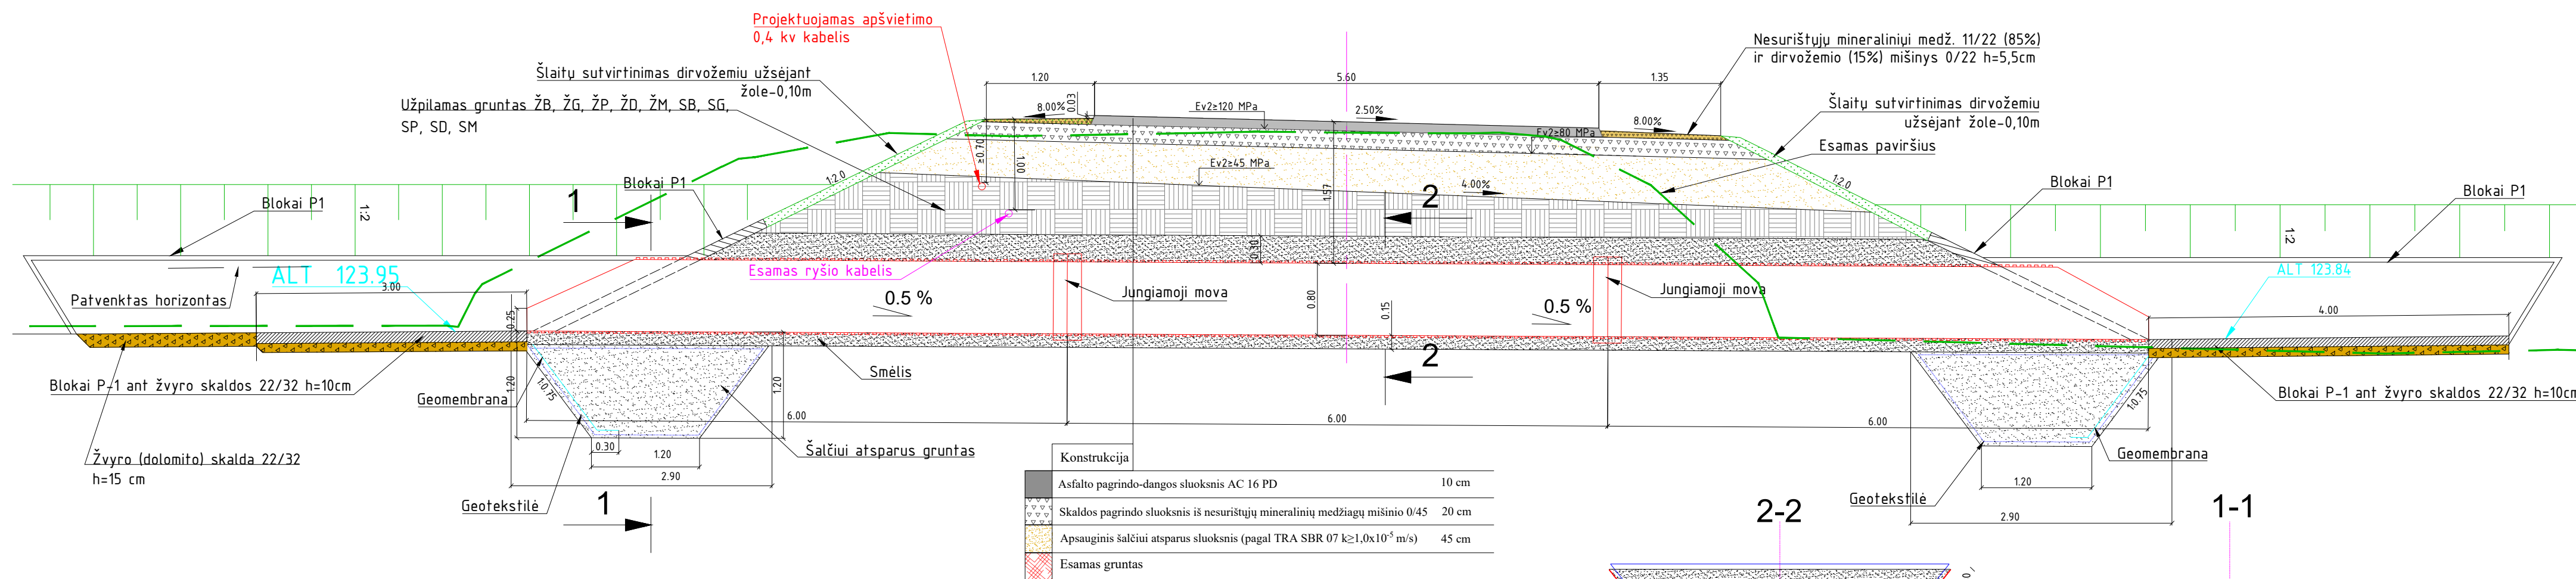 Projektuojamas apšvietimo
0,4 kv kabelis
Nesurištųjų mineraliniųi medž. 11/22 (85%)
ir dirvožemio (15%) mišinys 0/22 h=5,5cm
Šlaitų sutvirtinimas dirvožemiu užsėjant
žole-0,10m
1.20
5.60
1.35
Užpilamas gruntas ŽB, ŽG, ŽP, ŽD, ŽM, SB, SG,
SP, SD, SM
8.00%
0.03
Ev2≥120 MPa
2.50%
8.00%
Šlaitų sutvirtinimas dirvožemiu
užsėjant žole-0,10m
Ev2≥80 MPa
Esamas paviršius
≥0.70
1.00
Ev2≥45 MPa
1:2.0
1.57
4.00%
1:2.0
Blokai P1
Blokai P1
Blokai P1
Blokai P1
1
2
1:2
1:2
0.30
ALT 123.95
3.00
Esamas ryšio kabelis
ALT 123.84
Patvenktas horizontas
Jungiamoji mova
Jungiamoji mova
0.5 %
0.5 %
0.80
0.15
0.25
4.00
2
Blokai P-1 ant žvyro skaldos 22/32 h=10cm
Smėlis
Blokai P-1 ant žvyro skaldos 22/32 h=10cm
Geomembrana
1.20
1:0.75
1.20
1:0.75
6.00
6.00
6.00
Žvyro (dolomito) skalda 22/32
h=15 cm
0.30
1.20
2.90
Šalčiui atsparus gruntas
Geomembrana
Geotekstilė
1
Geotekstilė
1.20
2.90
Konstrukcija
Asfalto pagrindo-dangos sluoksnis AC 16 PD 10 cm
Skaldos pagrindo sluoksnis iš nesurištųjų mineralinių medžiagų mišinio 0/45 20 cm
Apsauginis šalčiui atsparus sluoksnis (pagal TRA SBR 07 k≥1,0x10⁻⁵ m/s) 45 cm
Esamas gruntas
2-2
1-1